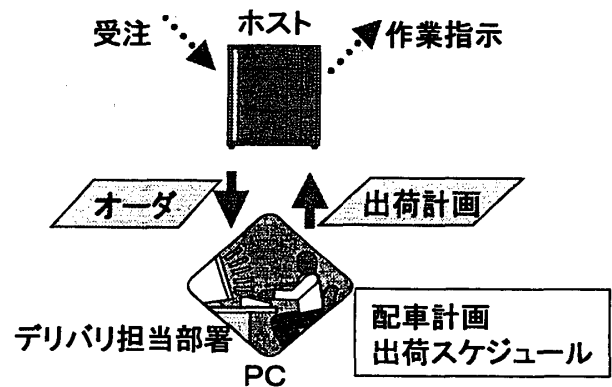 ホスト
受注
作業指示
オーダ
出荷計画
デリバリ担当部署
PC
配車計画
出荷スケジュール